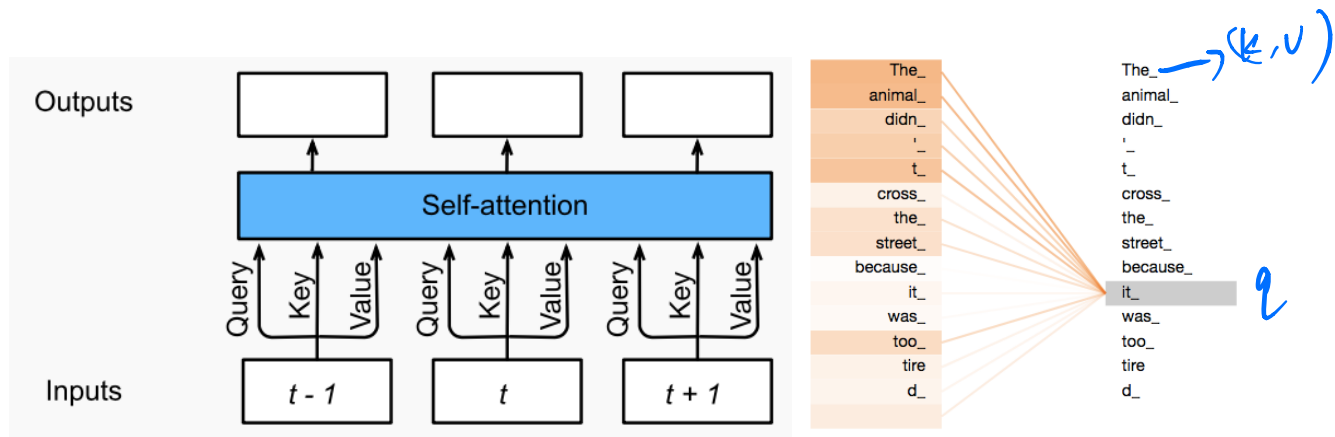 Outputs
Self-attention
Query Key Value Query Key Value Query Key Value
Inputs
t - 1
t
t + 1
The_
animal_
didn_
'_
t_
cross_
the_
street_
because_
it_
was_
too_
tire
d_
The_ (k, v)
animal_
didn_
'_
t_
cross_
the_
street_
because_
it_ q
was_
too_
tire
d_